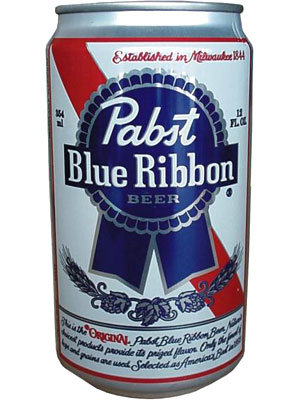 Established in Milwaukee 1844
354
ml
12
FL. OZ.
Pabst
Blue Ribbon
BEER
This is the ORIGINAL Pabst Blue Ribbon Beer. Nature's
choicest products provide its prized flavor. Only the finest of
hops and grains are used. Selected as America's Best in 1893